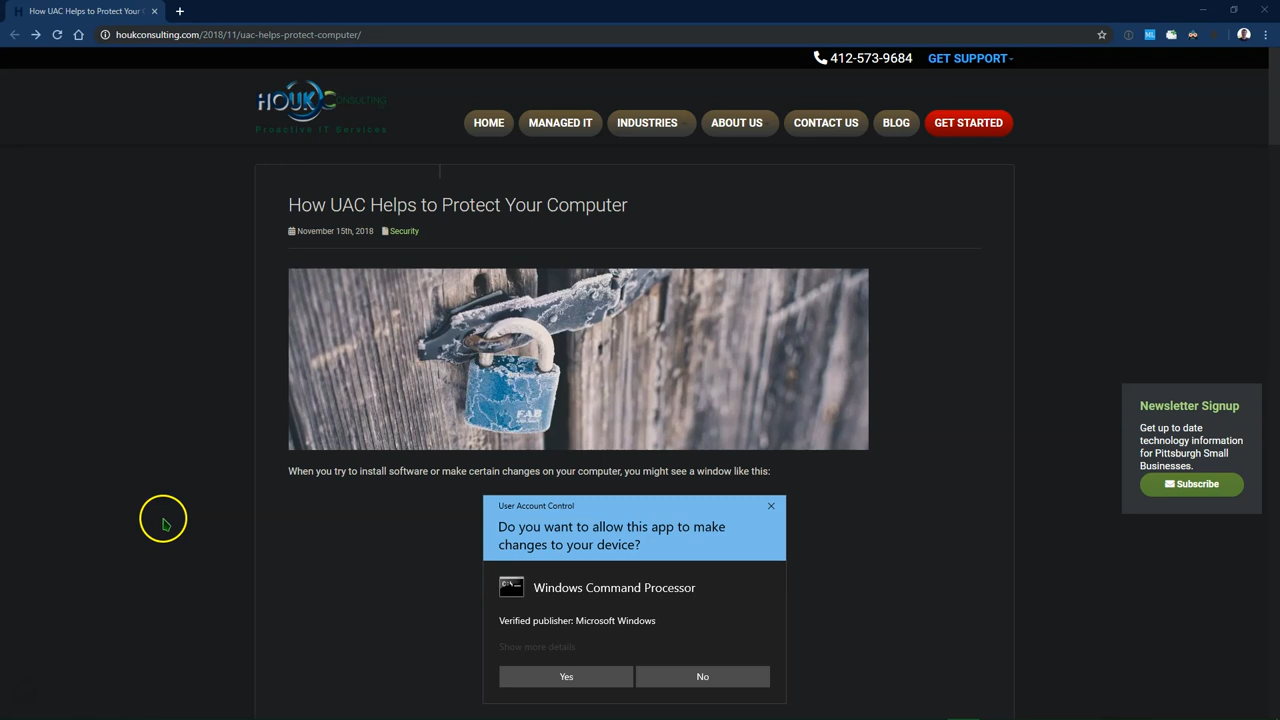 How UAC Helps to Protect Your C
houkconsulting.com/2018/11/uac-helps-protect-computer/
412-573-9684
GET SUPPORT
HOUK CONSULTING
Proactive IT Services
HOME
MANAGED IT
INDUSTRIES
ABOUT US
CONTACT US
BLOG
GET STARTED
How UAC Helps to Protect Your Computer
November 15th, 2018
Security
FAB
When you try to install software or make certain changes on your computer, you might see a window like this:
User Account Control
Do you want to allow this app to make
changes to your device?
C:\_
Windows Command Processor
Verified publisher: Microsoft Windows
Show more details
Yes
No
Newsletter Signup
Get up to date
technology information
for Pittsburgh Small
Businesses.
Subscribe